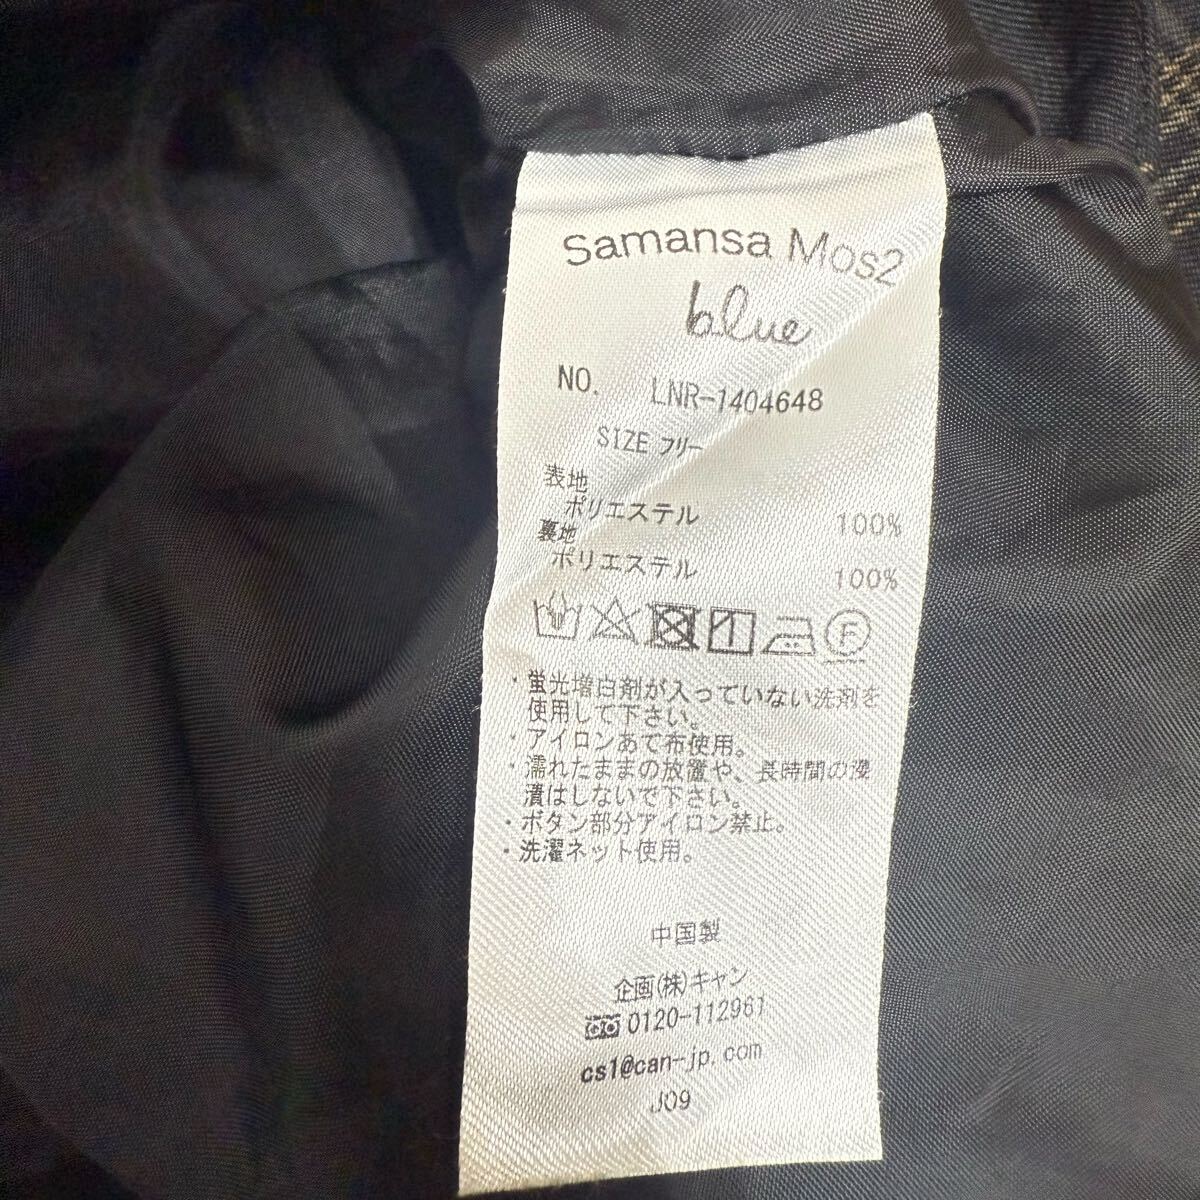 Samansa Mos2
blue
NO. LNR-1404648
SIZE フリー
表地
ポリエステル 100%
裏地
ポリエステル 100%
F
・蛍光増白剤が入っていない洗剤を
使用して下さい。
・アイロンあて布使用。
・濡れたままの放置や、長時間の浸
漬はしないで下さい。
・ボタン部分アイロン禁止。
・洗濯ネット使用。
中国製
企画(株)キャン
0120-112961
cs1@can-jp.com
J09